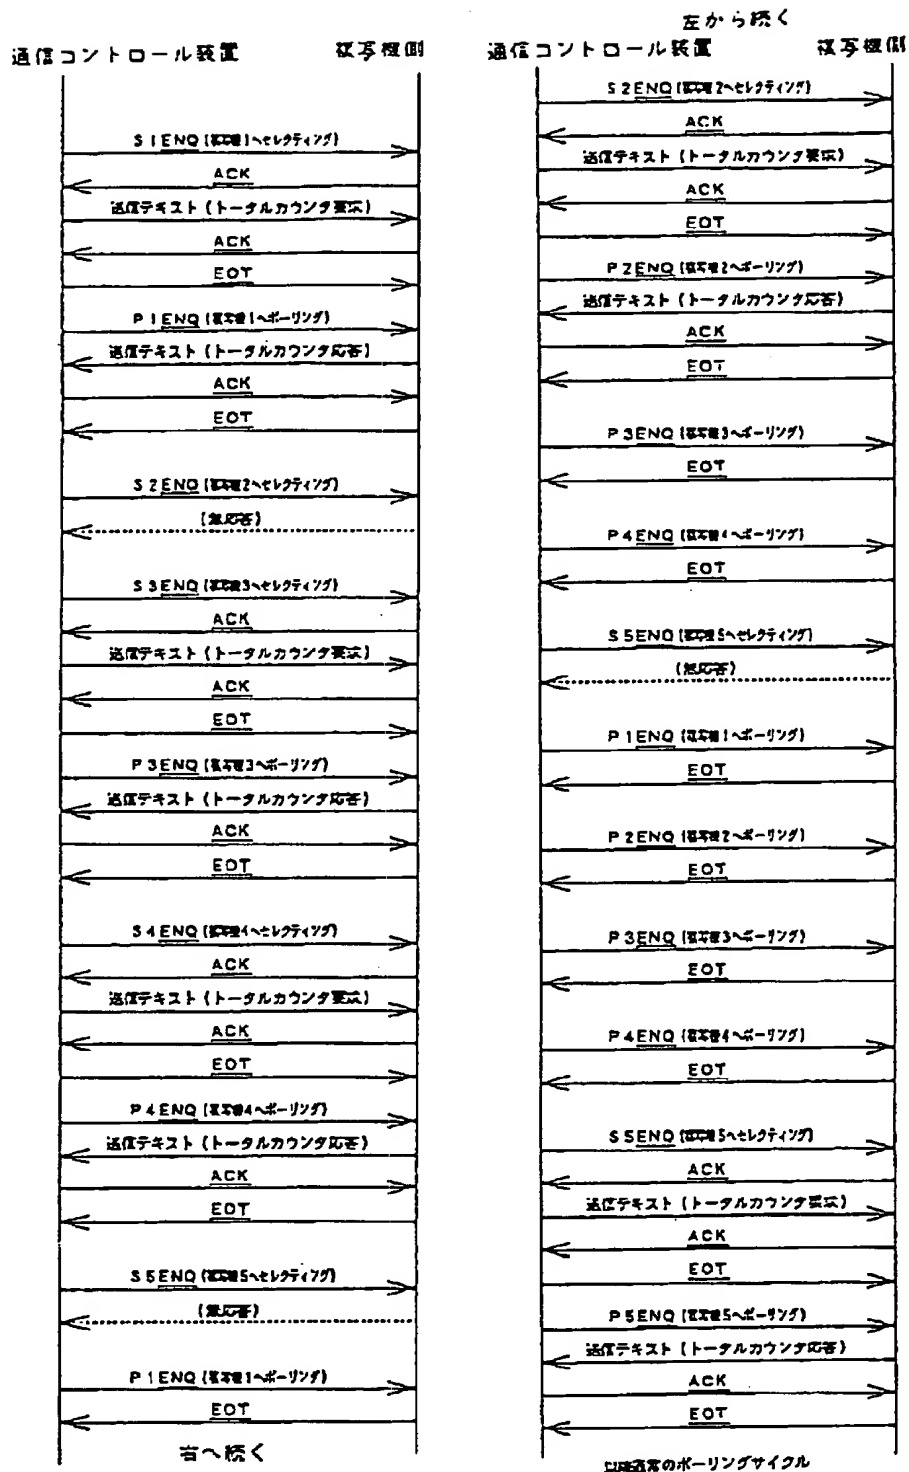 通信コントロール装置 複写機側
S1ENQ (複写機1へセレクティング)
ACK
送信テキスト (トータルカウンタ要求)
ACK
EOT
P1ENQ (複写機1へポーリング)
送信テキスト (トータルカウンタ応答)
ACK
EOT
S2ENQ (複写機2へセレクティング)
(無応答)
S3ENQ (複写機3へセレクティング)
ACK
送信テキスト (トータルカウンタ要求)
ACK
EOT
P3ENQ (複写機3へポーリング)
送信テキスト (トータルカウンタ応答)
ACK
EOT
S4ENQ (複写機4へセレクティング)
ACK
送信テキスト (トータルカウンタ要求)
ACK
EOT
P4ENQ (複写機4へポーリング)
送信テキスト (トータルカウンタ応答)
ACK
EOT
S5ENQ (複写機5へセレクティング)
(無応答)
P1ENQ (複写機1へポーリング)
EOT
右へ続く
左から続く
通信コントロール装置 複写機側
S2ENQ (複写機2へセレクティング)
ACK
送信テキスト (トータルカウンタ要求)
ACK
EOT
P2ENQ (複写機2へポーリング)
送信テキスト (トータルカウンタ応答)
ACK
EOT
P3ENQ (複写機3へポーリング)
EOT
P4ENQ (複写機4へポーリング)
EOT
S5ENQ (複写機5へセレクティング)
(無応答)
P1ENQ (複写機1へポーリング)
EOT
P2ENQ (複写機2へポーリング)
EOT
P3ENQ (複写機3へポーリング)
EOT
P4ENQ (複写機4へポーリング)
EOT
S5ENQ (複写機5へセレクティング)
ACK
送信テキスト (トータルカウンタ要求)
ACK
EOT
P5ENQ (複写機5へポーリング)
送信テキスト (トータルカウンタ応答)
ACK
EOT
以降通常のポーリングサイクル